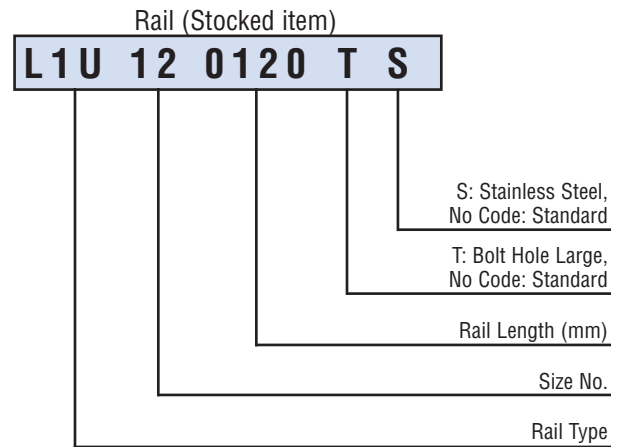 Rail (Stocked item)
L1U 12 0120 T S
S: Stainless Steel,
No Code: Standard
T: Bolt Hole Large,
No Code: Standard
Rail Length (mm)
Size No.
Rail Type